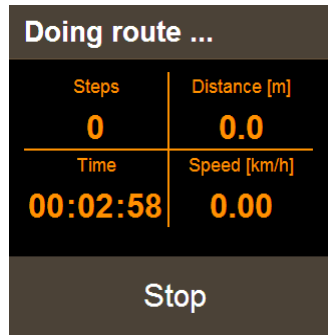 Doing route ...
Steps
Distance [m]
0
0.0
Time
Speed [km/h]
00:02:58
0.00
Stop